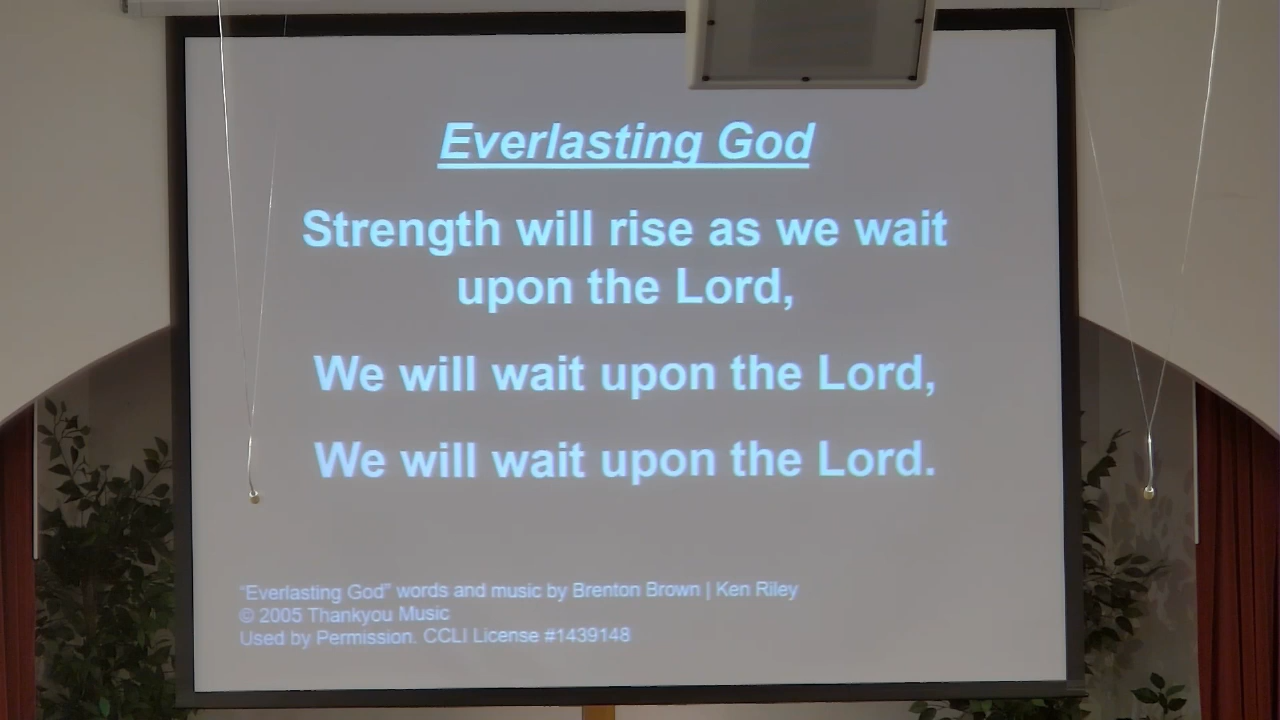 Everlasting God
Strength will rise as we wait
upon the Lord,
We will wait upon the Lord,
We will wait upon the Lord.
“Everlasting God” words and music by Brenton Brown | Ken Riley
© 2005 Thankyou Music
Used by Permission. CCLI License #1439148